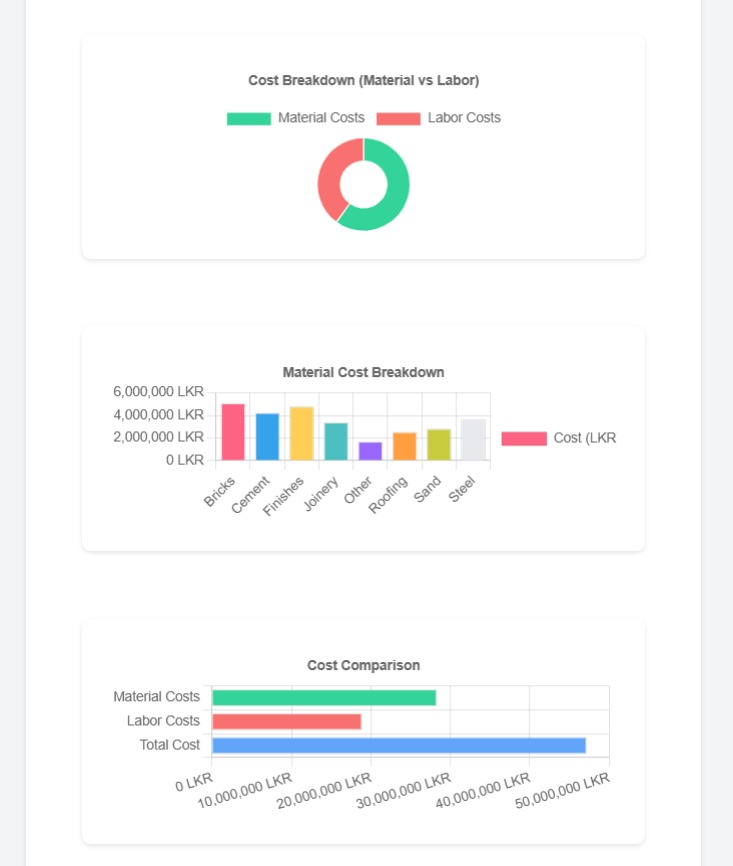 Cost Breakdown (Material vs Labor)
Material Costs Labor Costs
Material Cost Breakdown
6,000,000 LKR
4,000,000 LKR
2,000,000 LKR
0 LKR
Cost (LKR
Bricks Cement Finishes Joinery Other Roofing Sand Steel
Cost Comparison
Material Costs
Labor Costs
Total Cost
0 LKR 10,000,000 LKR 20,000,000 LKR 30,000,000 LKR 40,000,000 LKR 50,000,000 LKR